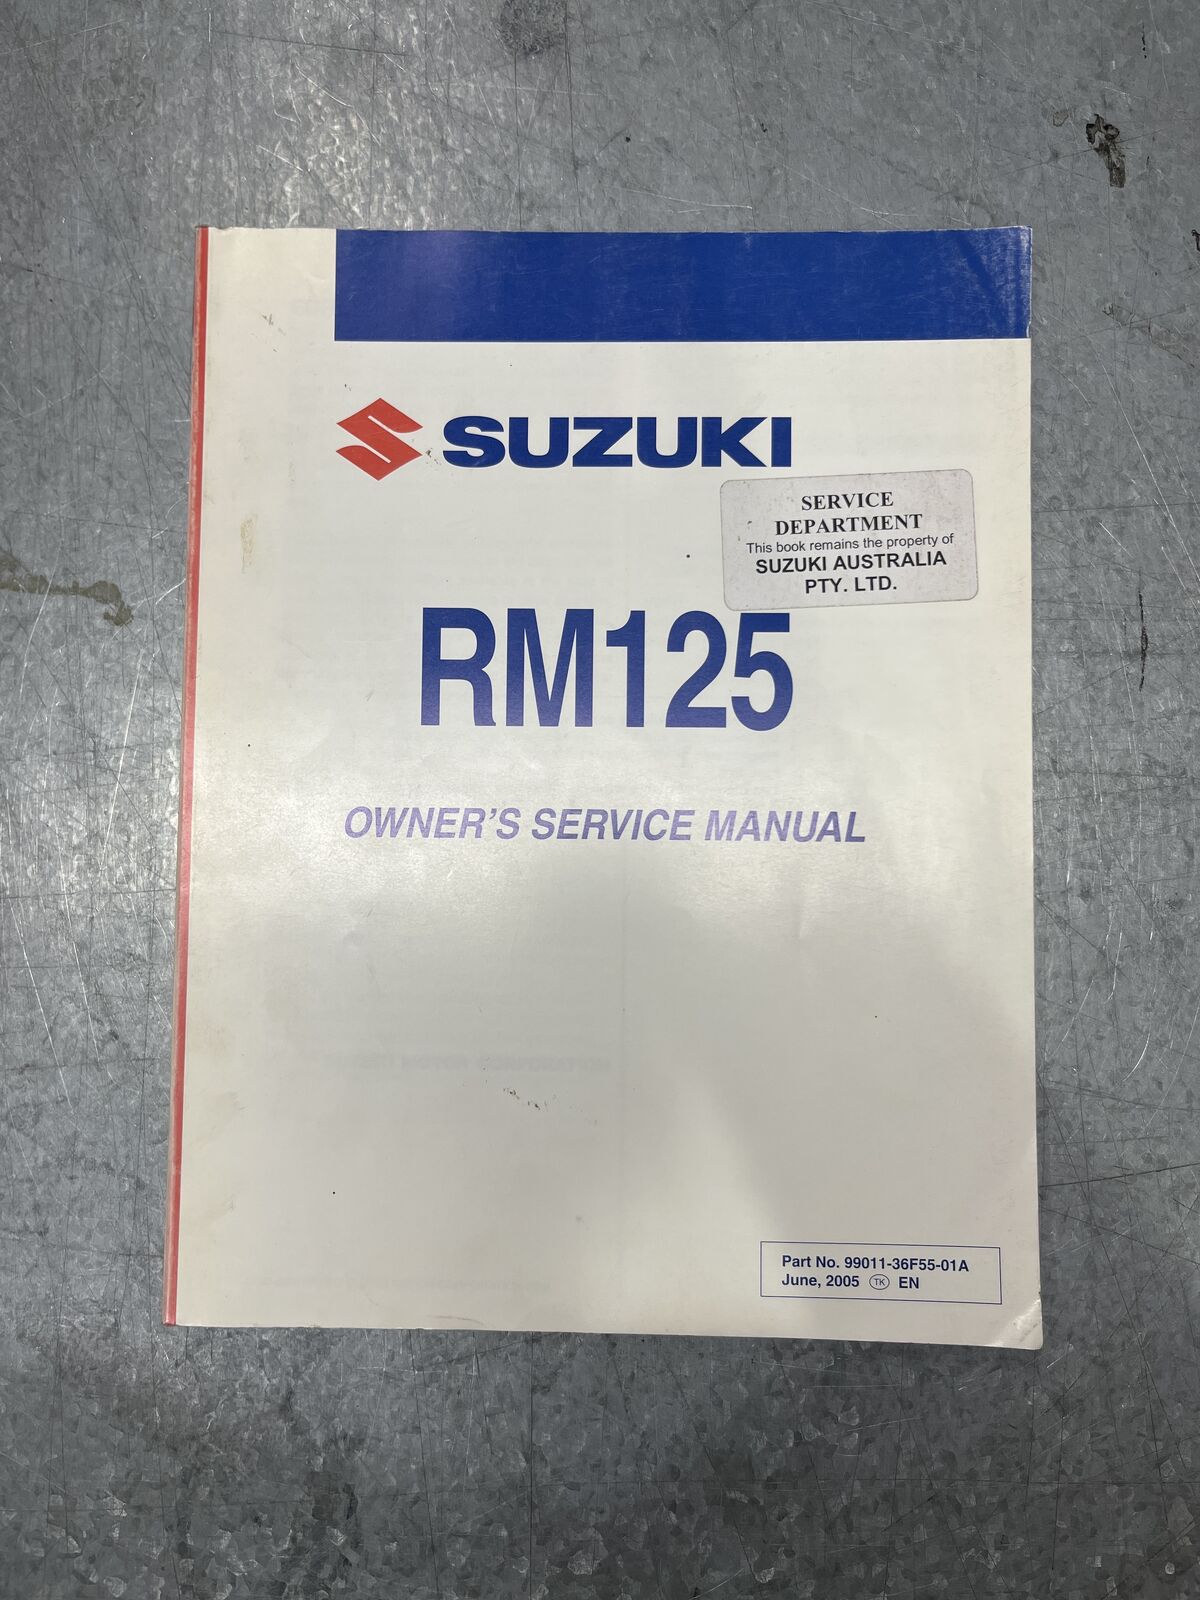 SUZUKI
SERVICE
DEPARTMENT
This book remains the property of
SUZUKI AUSTRALIA
PTY. LTD.
RM125
OWNER'S SERVICE MANUAL
Part No. 99011-36F55-01A
June, 2005 TK EN